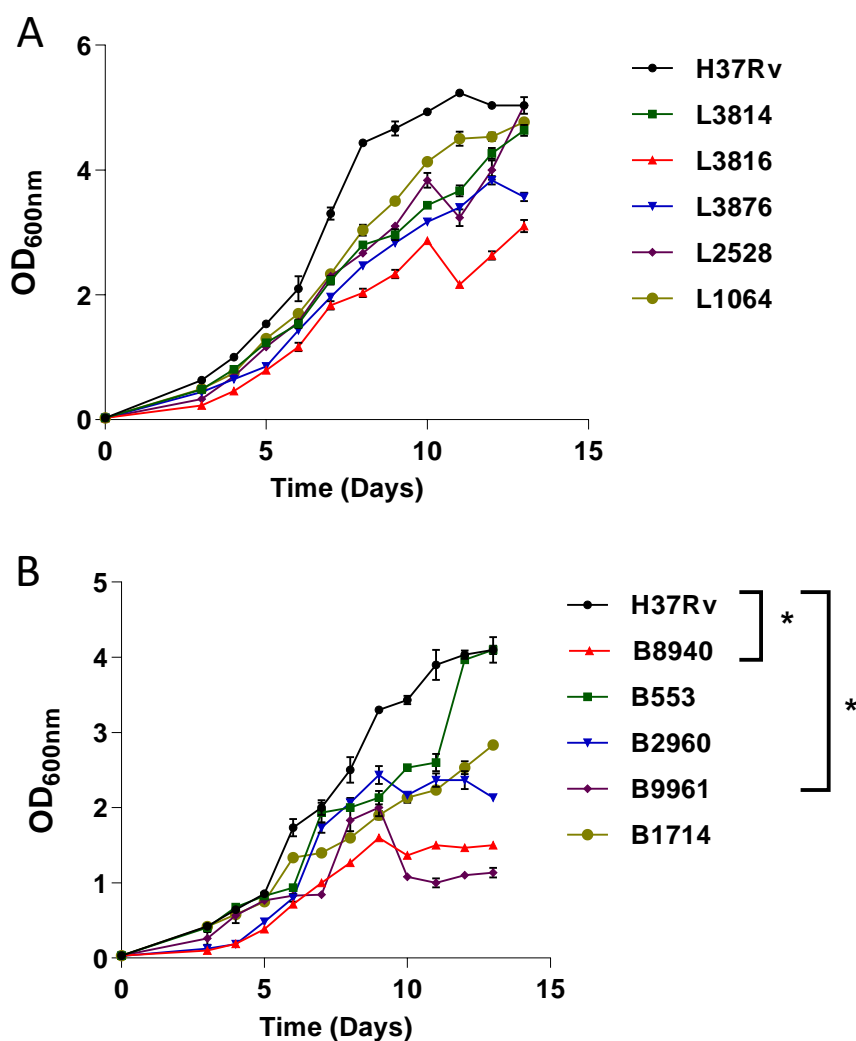 A
6
4
2
0
0 5 10 15
OD600nm
Time (Days)
H37Rv
L3814
L3816
L3876
L2528
L1064
B
5
4
3
2
1
0
0 5 10 15
OD600nm
Time (Days)
H37Rv
B8940
B553
B2960
B9961
B1714
*
*